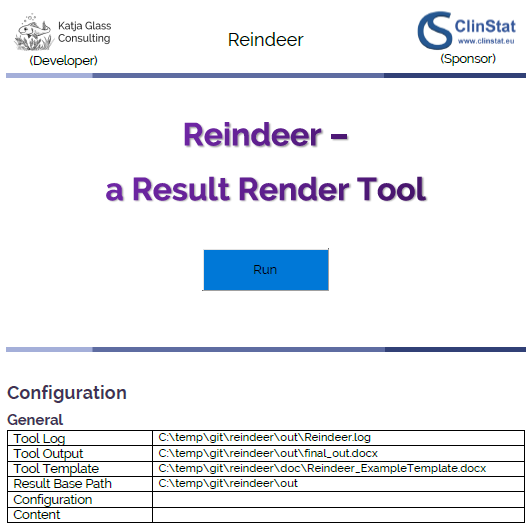 Katja Glass
Consulting
(Developer)
Reindeer
ClinStat
www.clinstat.eu
(Sponsor)
Reindeer –
a Result Render Tool
Run
Configuration
General
Tool Log C:\temp\git\reindeer\out\Reindeer.log
Tool Output C:\temp\git\reindeer\out\final_out.docx
Tool Template C:\temp\git\reindeer\doc\Reindeer_ExampleTemplate.docx
Result Base Path C:\temp\git\reindeer\out
Configuration
Content